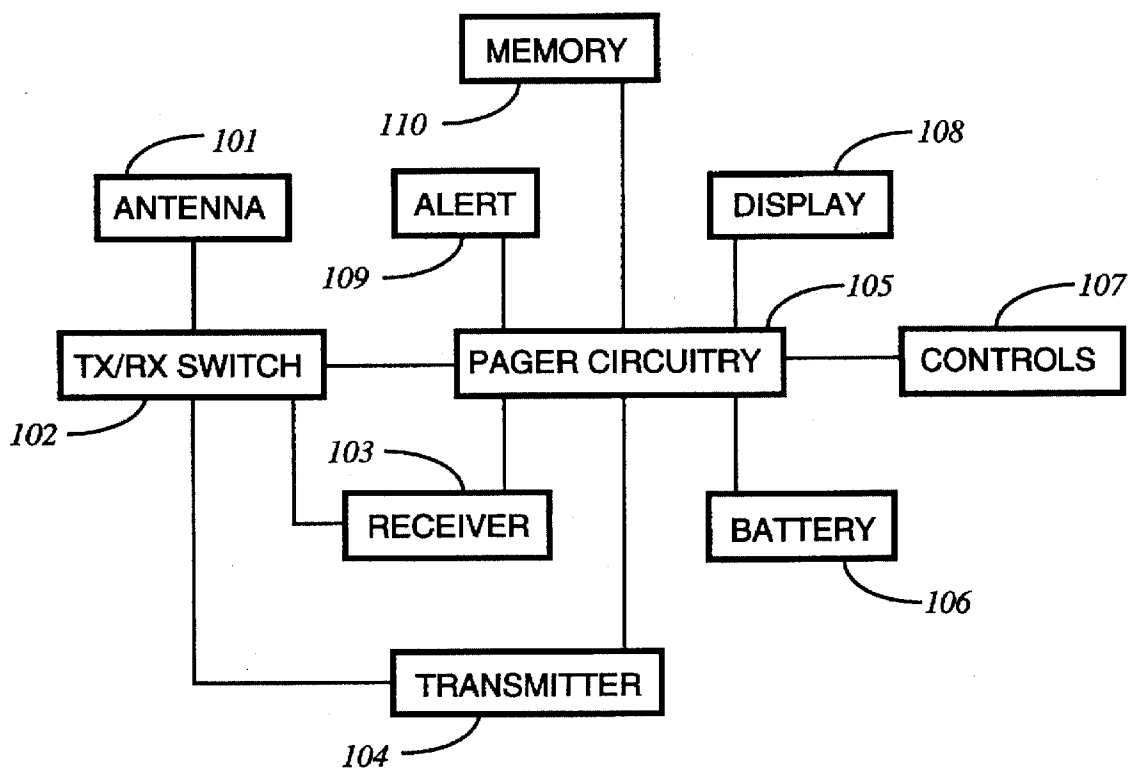 MEMORY
110
101
108
ANTENNA
ALERT
DISPLAY
109
105
107
TX/RX SWITCH
PAGER CIRCUITRY
CONTROLS
102
103
RECEIVER
BATTERY
106
TRANSMITTER
104